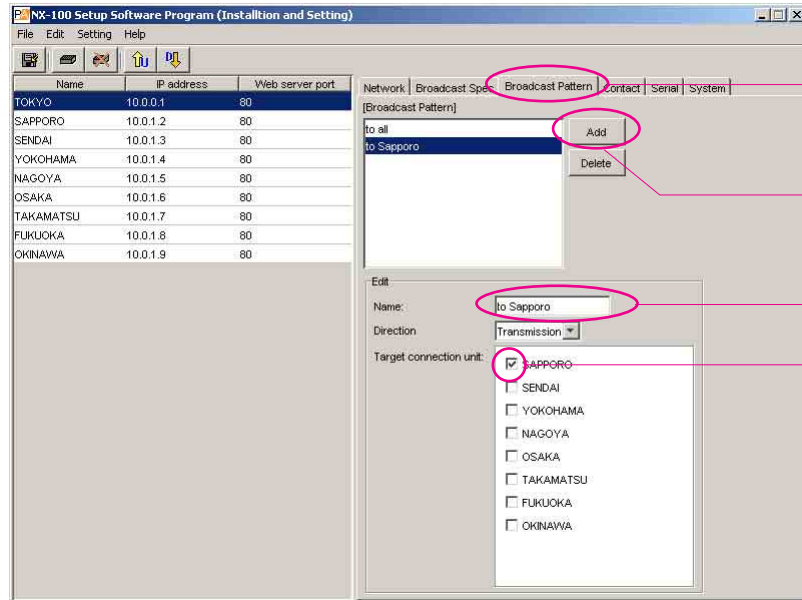 NX-100 Setup Software Program (Installtion and Setting)
File Edit Setting Help
Name IP address Web server port
TOKYO 10.0.0.1 80
SAPPORO 10.0.1.2 80
SENDAI 10.0.1.3 80
YOKOHAMA 10.0.1.4 80
NAGOYA 10.0.1.5 80
OSAKA 10.0.1.6 80
TAKAMATSU 10.0.1.7 80
FUKUOKA 10.0.1.8 80
OKINAWA 10.0.1.9 80
Network Broadcast Spec Broadcast Pattern Contact Serial System
[Broadcast Pattern]
to all
to Sapporo
Add
Delete
Edit
Name: to Sapporo
Direction Transmission
Target connection unit: SAPPORO
SENDAI
YOKOHAMA
NAGOYA
OSAKA
TAKAMATSU
FUKUOKA
OKINAWA